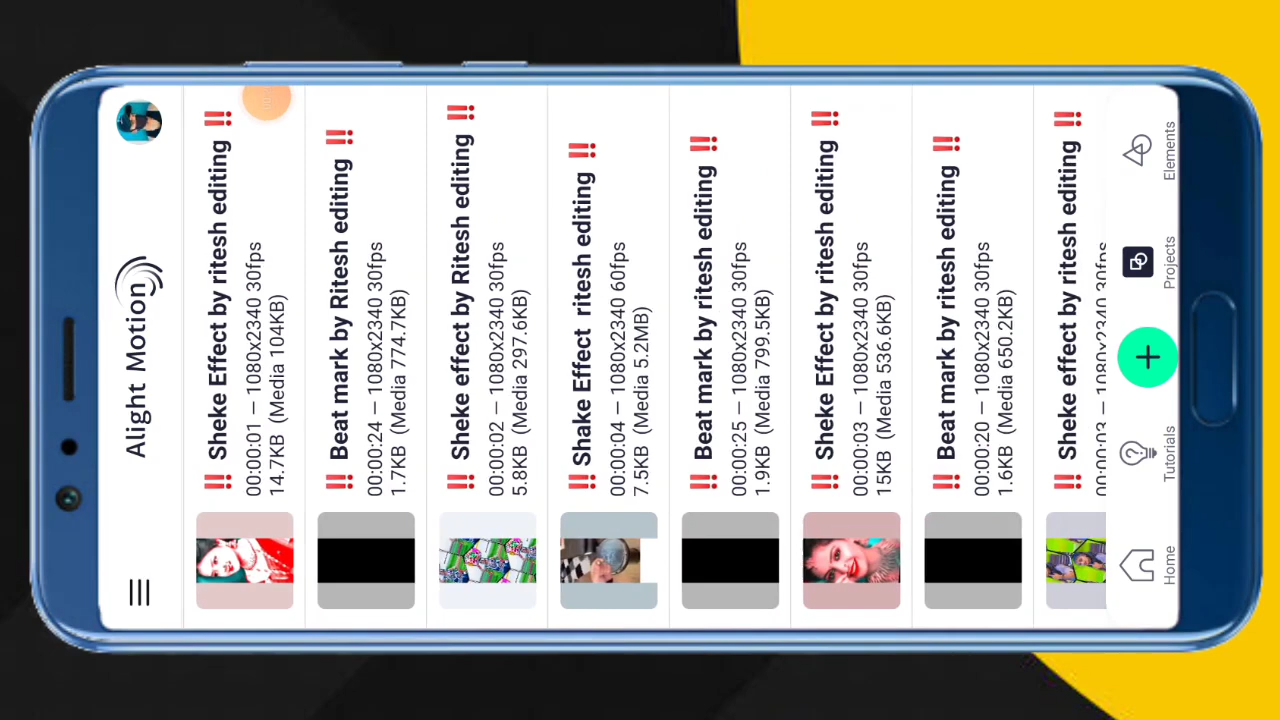 Alight Motion
‼ Sheke Effect by ritesh editing ‼
00:00:01 — 1080x2340 30fps
14.7KB (Media 104KB)
‼ Beat mark by Ritesh editing ‼
00:00:24 — 1080x2340 30fps
1.7KB (Media 774.7KB)
‼ Sheke effect by Ritesh editing ‼
00:00:02 — 1080x2340 30fps
5.8KB (Media 297.6KB)
‼ Shake Effect ritesh editing ‼
00:00:04 — 1080x2340 60fps
7.5KB (Media 5.2MB)
‼ Beat mark by ritesh editing ‼
00:00:25 — 1080x2340 30fps
1.9KB (Media 799.5KB)
‼ Sheke Effect by ritesh editing ‼
00:00:03 — 1080x2340 30fps
15KB (Media 536.6KB)
‼ Beat mark by ritesh editing ‼
00:00:20 — 1080x2340 30fps
1.6KB (Media 650.2KB)
‼ Sheke effect by ritesh editing ‼
00:00:03 — 1080x2340 30fps
Home Tutorials + Projects Elements